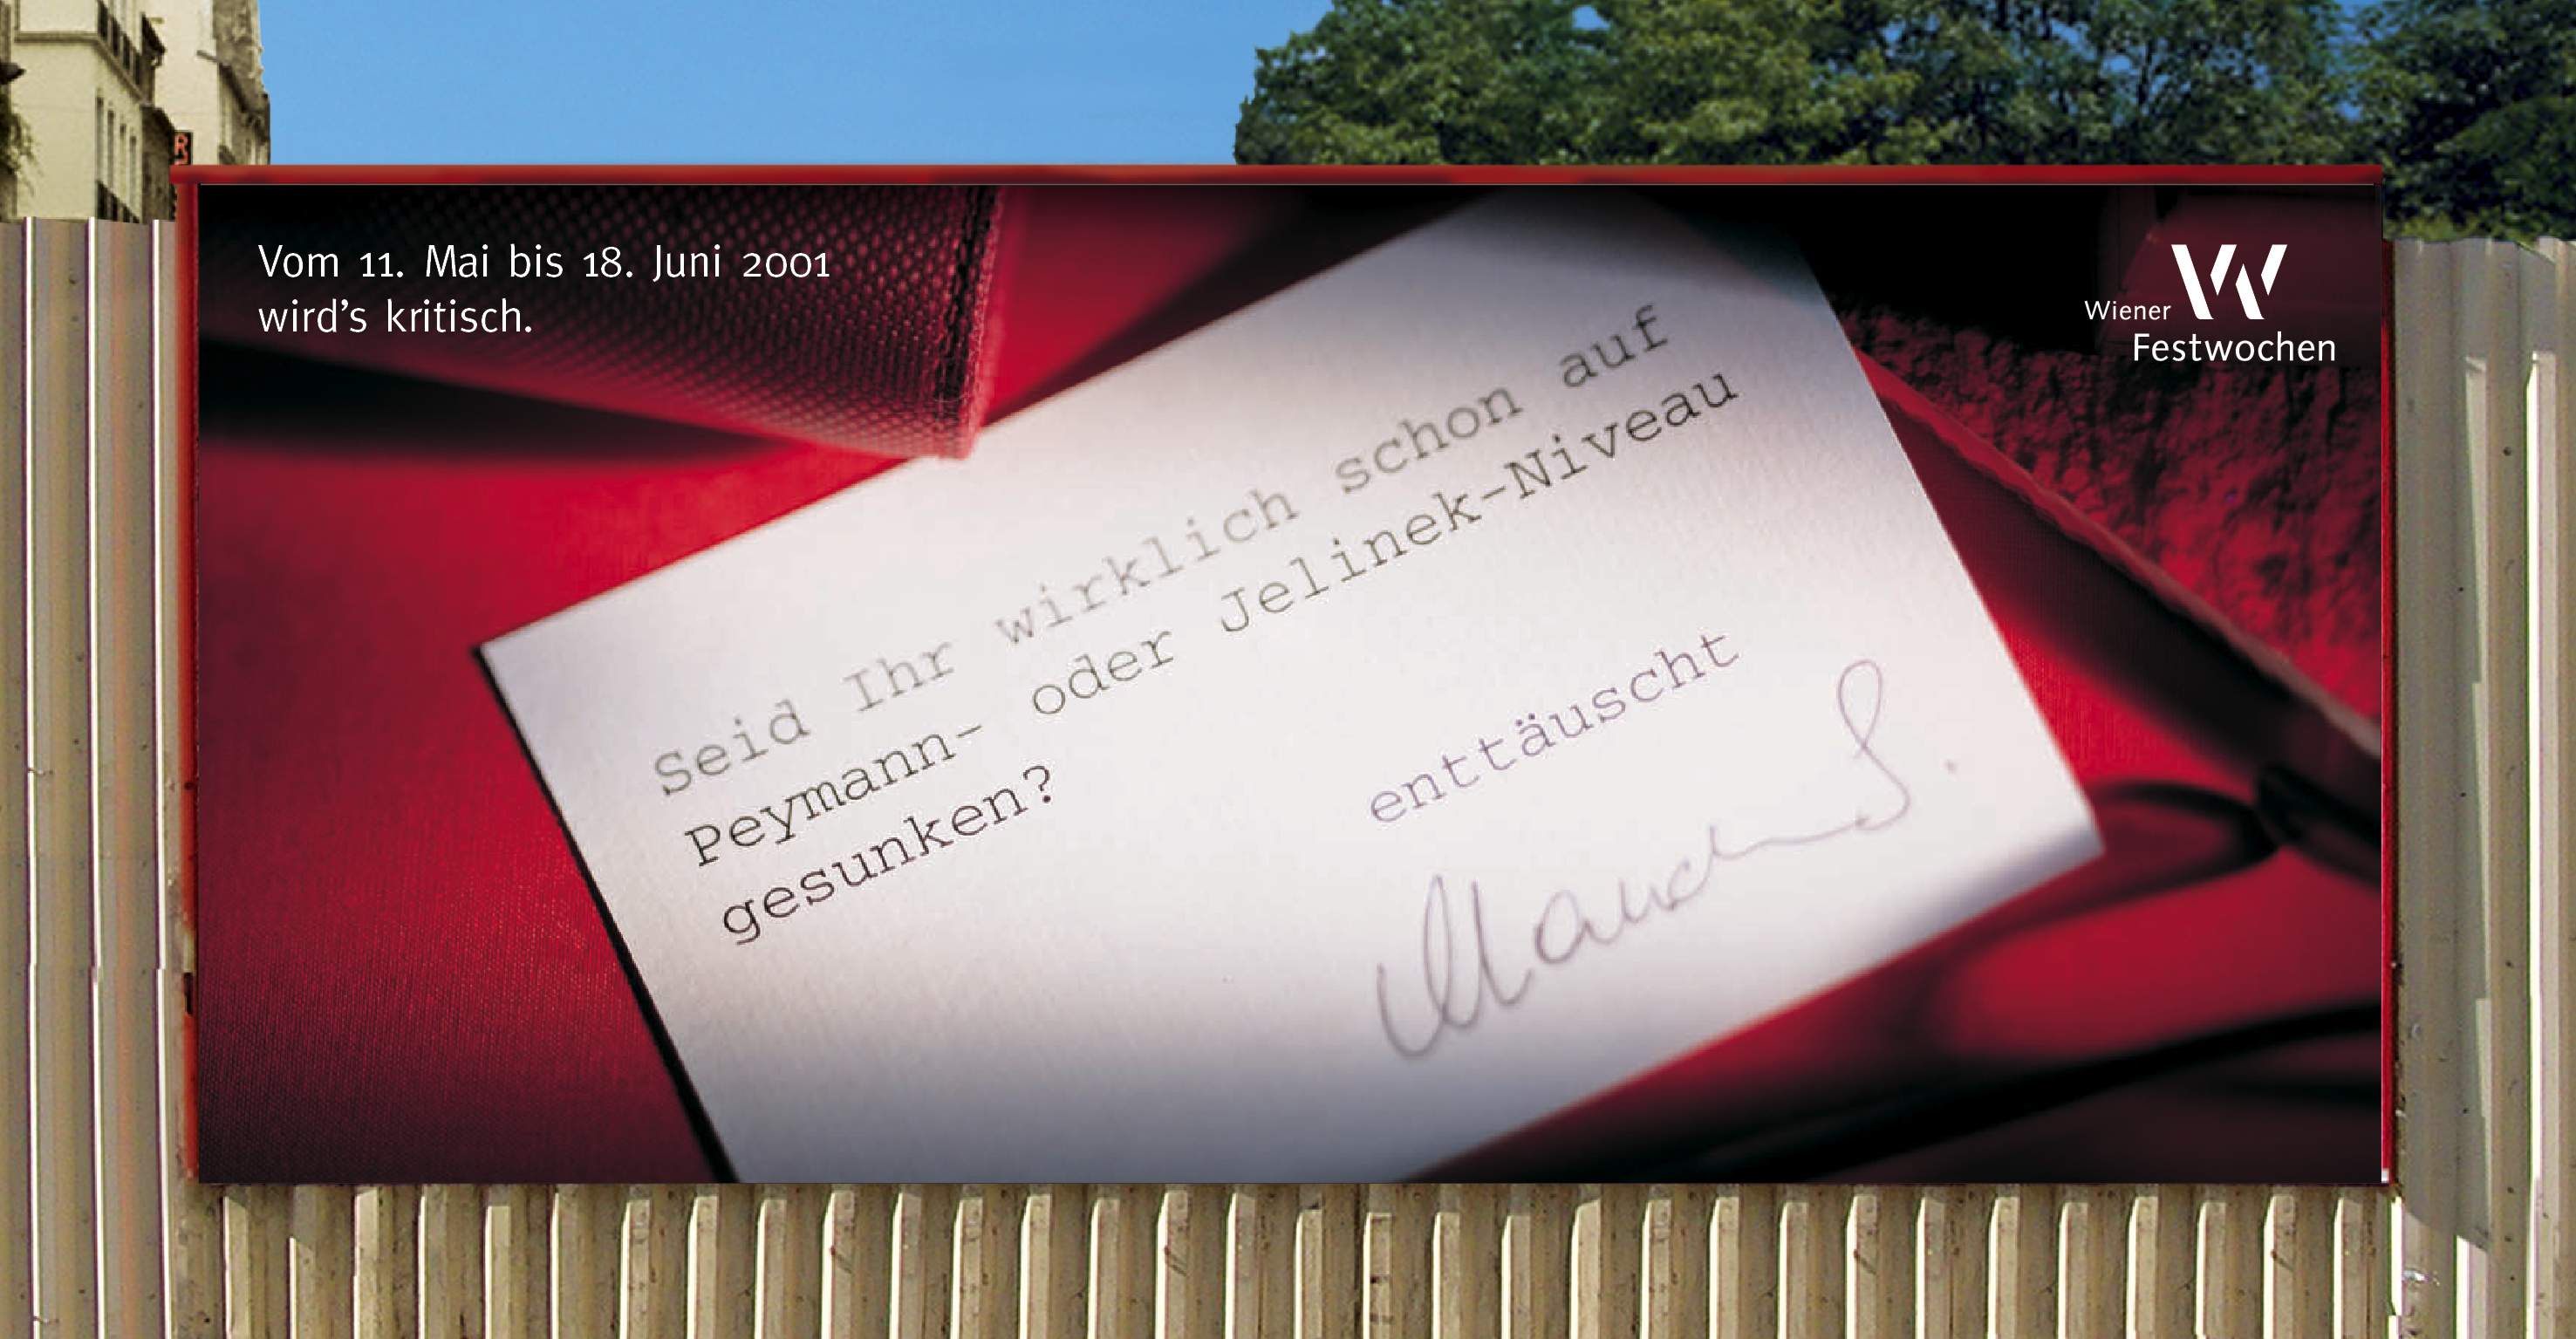 R
Vom 11. Mai bis 18. Juni 2001
wird’s kritisch.
Wiener
Festwochen
Seid Ihr wirklich schon auf
Peymann- oder Jelinek-Niveau
gesunken?
enttäuscht